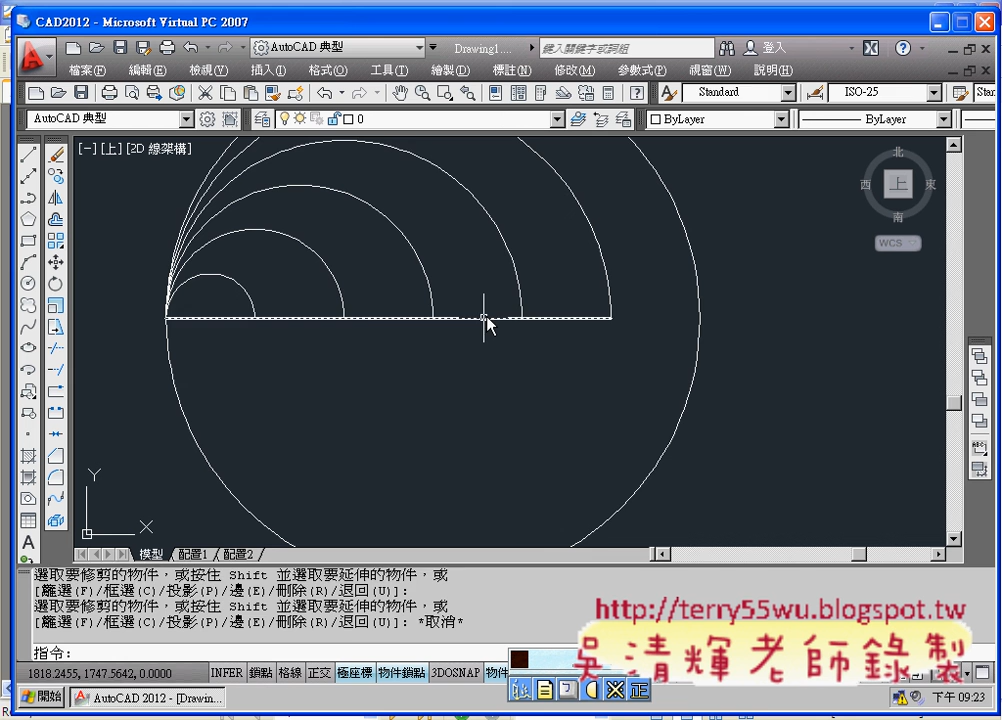 CAD2012 - Microsoft Virtual PC 2007
AutoCAD 典型
Drawing1....
鍵入關鍵字或詞組
登入
檔案(F) 編輯(E) 檢視(V) 插入(I) 格式(O) 工具(T) 繪製(D) 標註(N) 修改(M) 參數式(P) 視窗(W) 說明(H)
Standard ISO-25 Stan
AutoCAD 典型 0 ByLayer ByLayer
[−][上][2D 線架構]
北
西 上 東
南
WCS
Y
X
模型 配置1 配置2
選取要修剪的物件，或按住 Shift 並選取要延伸的物件，或
[籬選(F)/框選(C)/投影(P)/邊(E)/刪除(R)/退回(U)]:
選取要修剪的物件，或按住 Shift 並選取要延伸的物件，或
[籬選(F)/框選(C)/投影(P)/邊(E)/刪除(R)/退回(U)]: *取消*
指令:
http://terry55wu.blogspot.tw
吳清輝老師錄製
1818.2455, 1747.5642, 0.0000 INFER 鎖點 格線 正交 極座標 物件鎖點 3DOSNAP 物件
開始 AutoCAD 2012 - [Drawin... 下午 09:23